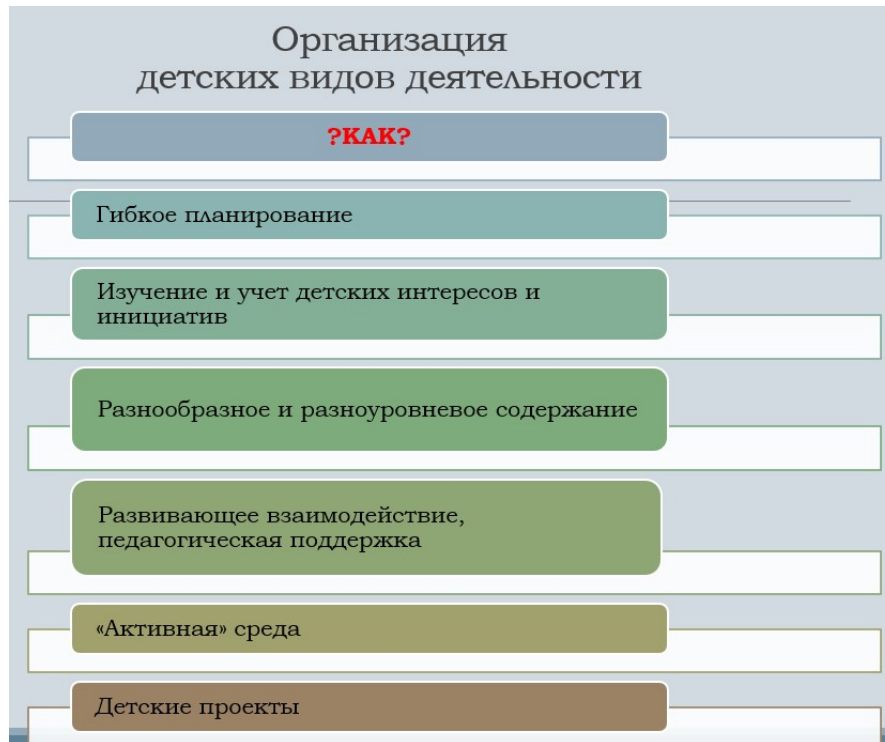 Организация
детских видов деятельности
?КАК?
Гибкое планирование
Изучение и учет детских интересов и
инициатив
Разнообразное и разноуровневое содержание
Развивающее взаимодействие,
педагогическая поддержка
«Активная» среда
Детские проекты